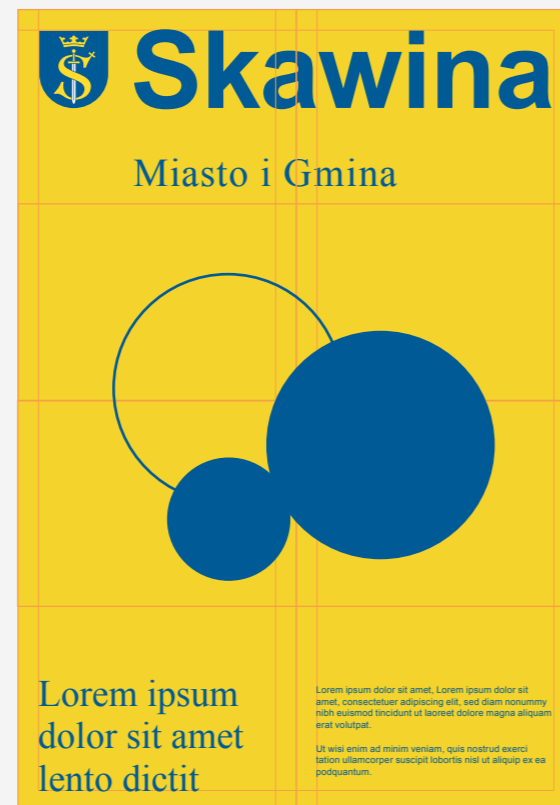 Skawina
Miasto i Gmina
Lorem ipsum
dolor sit amet
lento dictit
Lorem ipsum dolor sit amet, Lorem ipsum dolor sit
amet, consectetuer adipiscing elit, sed diam nonummy
nibh euismod tincidunt ut laoreet dolore magna aliquam
erat volutpat.
Ut wisi enim ad minim veniam, quis nostrud exerci
tation ullamcorper suscipit lobortis nisl ut aliquip ex ea
podquantum.